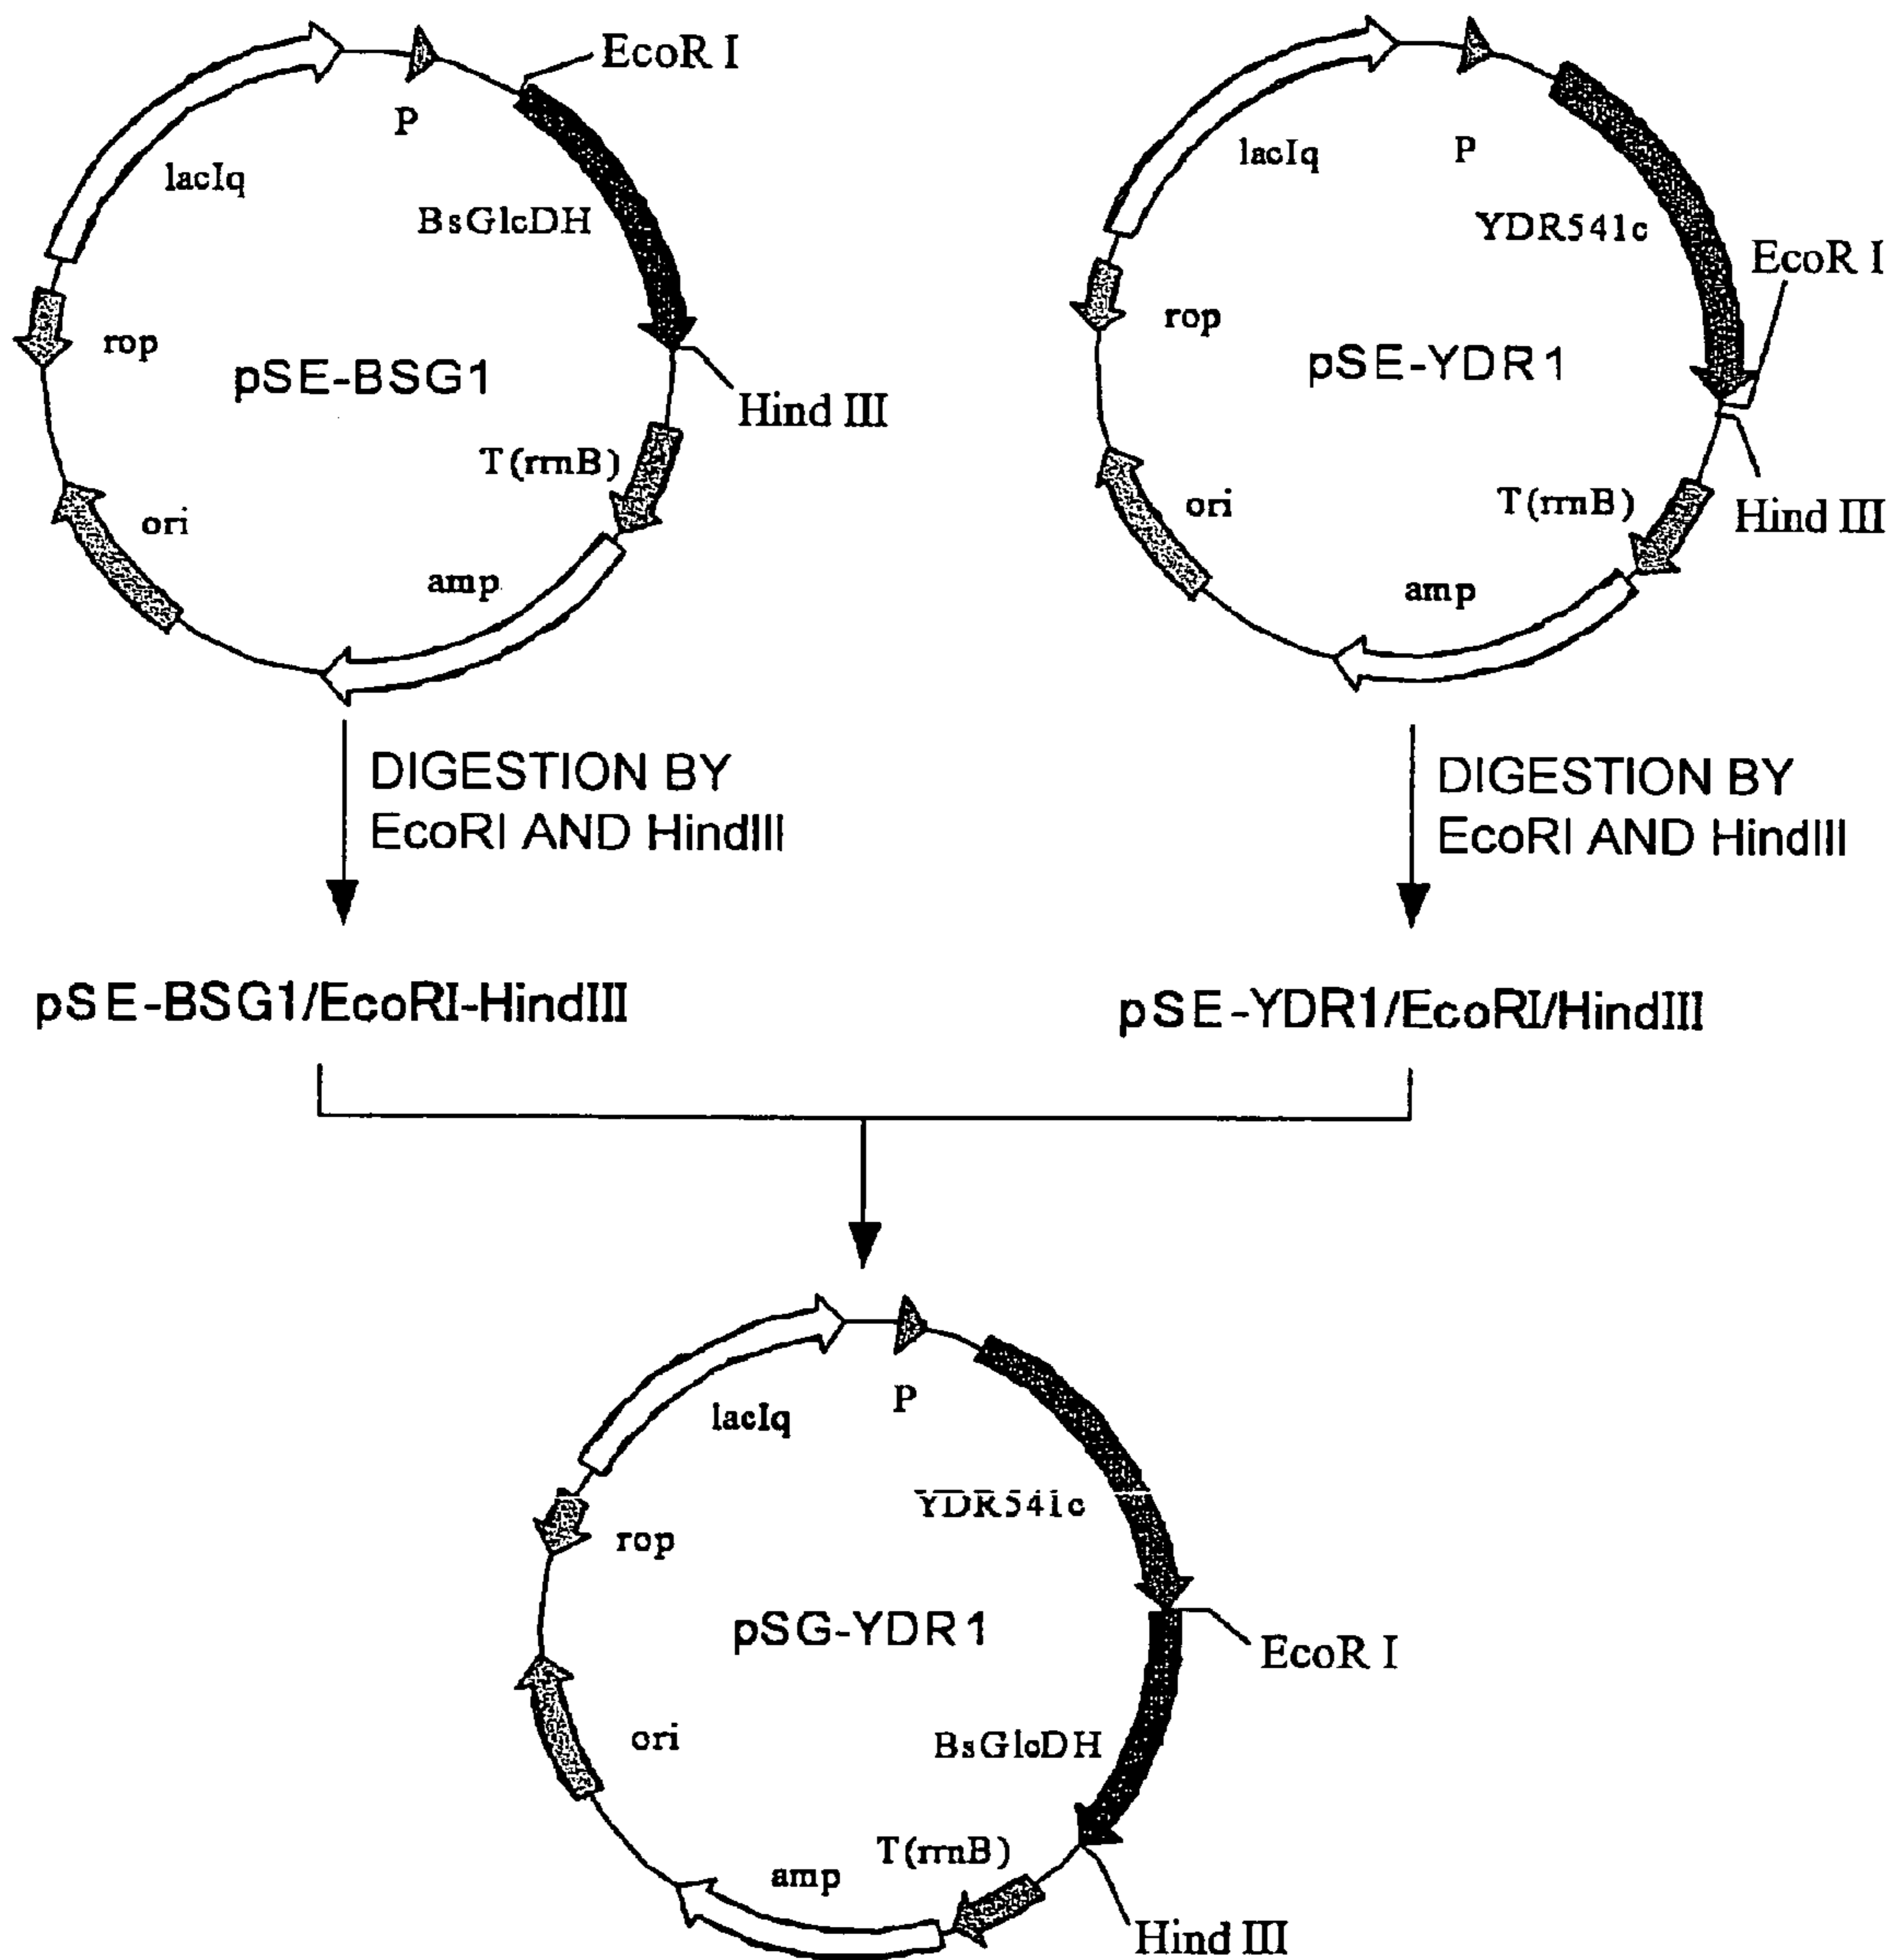 EcoR I
P
lacIq
BsGlcDH
rop
pSE-BSG1
Hind III
T(rrnB)
ori
amp
P
lacIq
YDR541c
EcoR I
rop
pSE-YDR1
ori
T(rrnB)
Hind III
amp
DIGESTION BY
EcoRI AND HindIII
DIGESTION BY
EcoRI AND HindIII
pSE-BSG1/EcoRI-HindIII
pSE-YDR1/EcoRI/HindIII
P
lacIq
YDR541c
rop
pSG-YDR1
EcoR I
ori
BsGlcDH
T(rrnB)
amp
Hind III